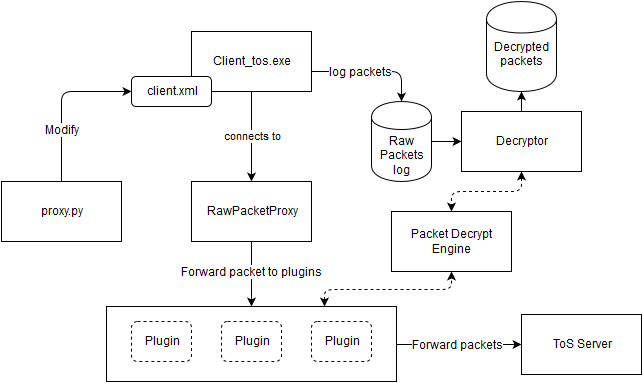 Decrypted
packets
Client_tos.exe
log packets
client.xml
Modify
connects to
Raw
Packets
log
Decryptor
proxy.py
RawPacketProxy
Packet Decrypt
Engine
Forward packet to plugins
Plugin
Plugin
Plugin
Forward packets
ToS Server